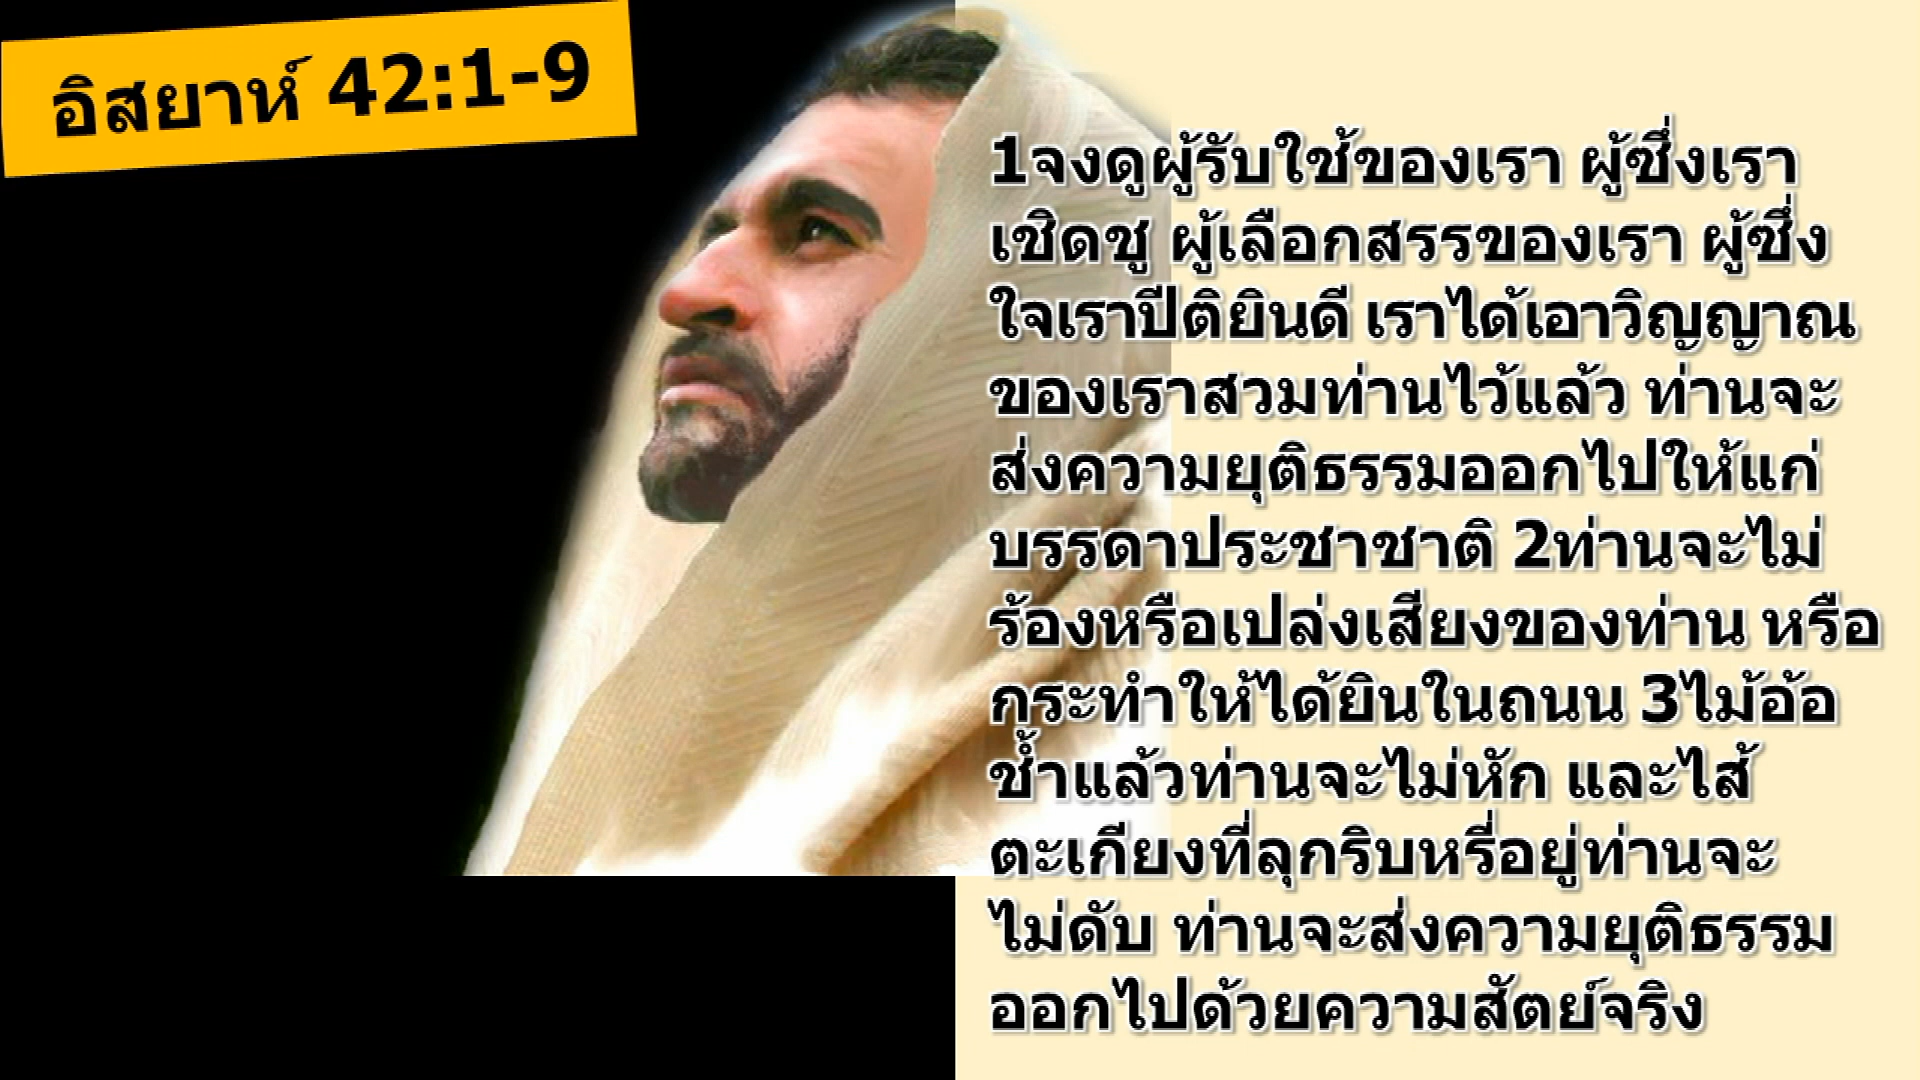 อิสยาห์ 42:1-9
1จงดูผู้รับใช้ของเรา ผู้ซึ่งเรา
เชิดชู ผู้เลือกสรรของเรา ผู้ซึ่ง
ใจเราปีติยินดี เราได้เอาวิญญาณ
ของเราสวมท่านไว้แล้ว ท่านจะ
ส่งความยุติธรรมออกไปให้แก่
บรรดาประชาชาติ 2ท่านจะไม่
ร้องหรือเปล่งเสียงของท่าน หรือ
กระทำให้ได้ยินในถนน 3ไม้อ้อ
ช้ำแล้วท่านจะไม่หัก และไส้
ตะเกียงที่ลุกริบหรี่อยู่ท่านจะ
ไม่ดับ ท่านจะส่งความยุติธรรม
ออกไปด้วยความสัตย์จริง